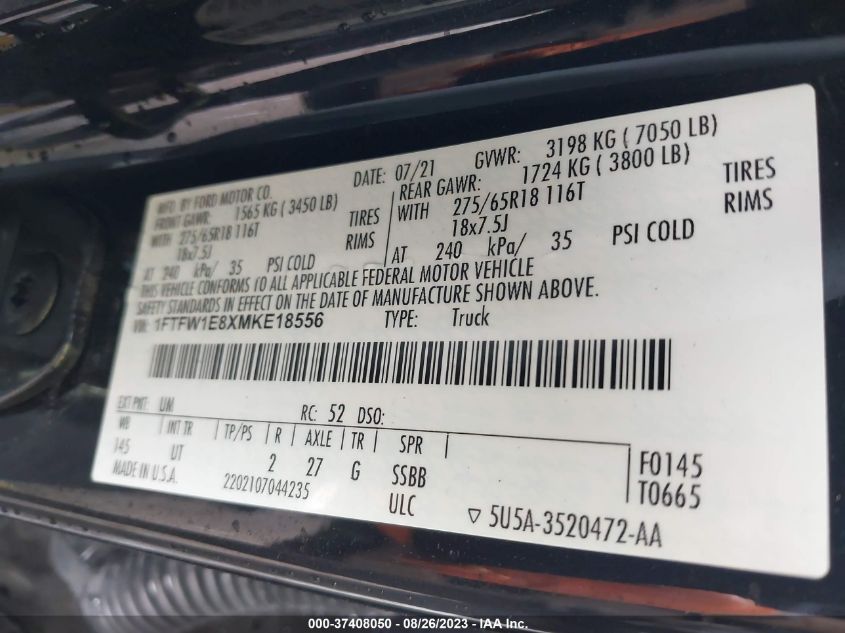 MFG. BY FORD MOTOR CO. DATE: 07/21 GVWR: 3198 KG ( 7050 LB)
FRONT GAWR: 1565 KG ( 3450 LB) REAR GAWR: 1724 KG ( 3800 LB)
WITH 275/65R18 116T TIRES WITH 275/65R18 116T TIRES
18x7.5J RIMS 18x7.5J RIMS
AT 240 kPa/ 35 PSI COLD AT 240 kPa/ 35 PSI COLD
THIS VEHICLE CONFORMS TO ALL APPLICABLE FEDERAL MOTOR VEHICLE
SAFETY STANDARDS IN EFFECT ON THE DATE OF MANUFACTURE SHOWN ABOVE.
VIN: 1FTFW1E8XMKE18556 TYPE: Truck
EXT PNT: UM RC: 52 DSO:
WB INT TR TP/PS R AXLE TR SPR
145 UT 2 27 G SSBB
F0145
T0665
MADE IN U.S.A. 2202107044235 ULC
5U5A-3520472-AA
000-37408050 - 08/26/2023 - IAA Inc.